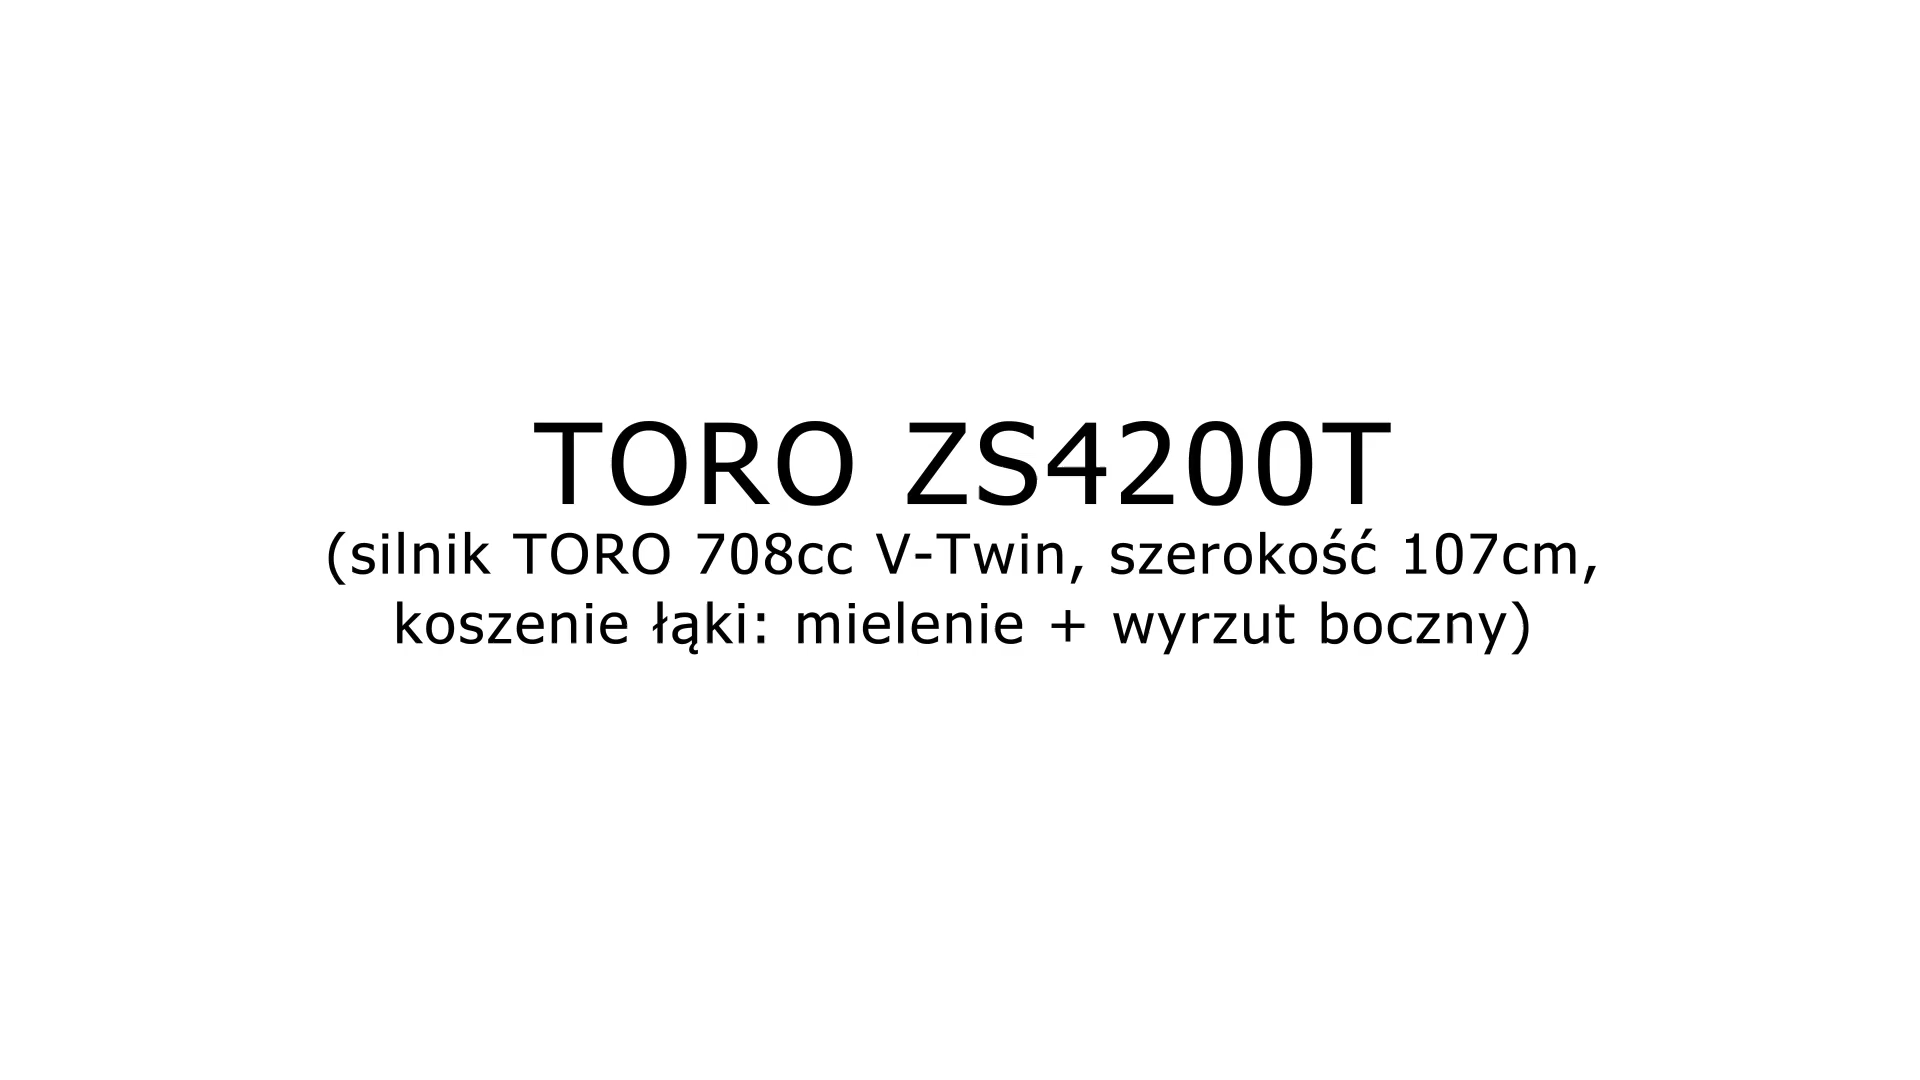 TORO ZS4200T
(silnik TORO 708cc V-Twin, szerokość 107cm,
koszenie łąki: mielenie + wyrzut boczny)